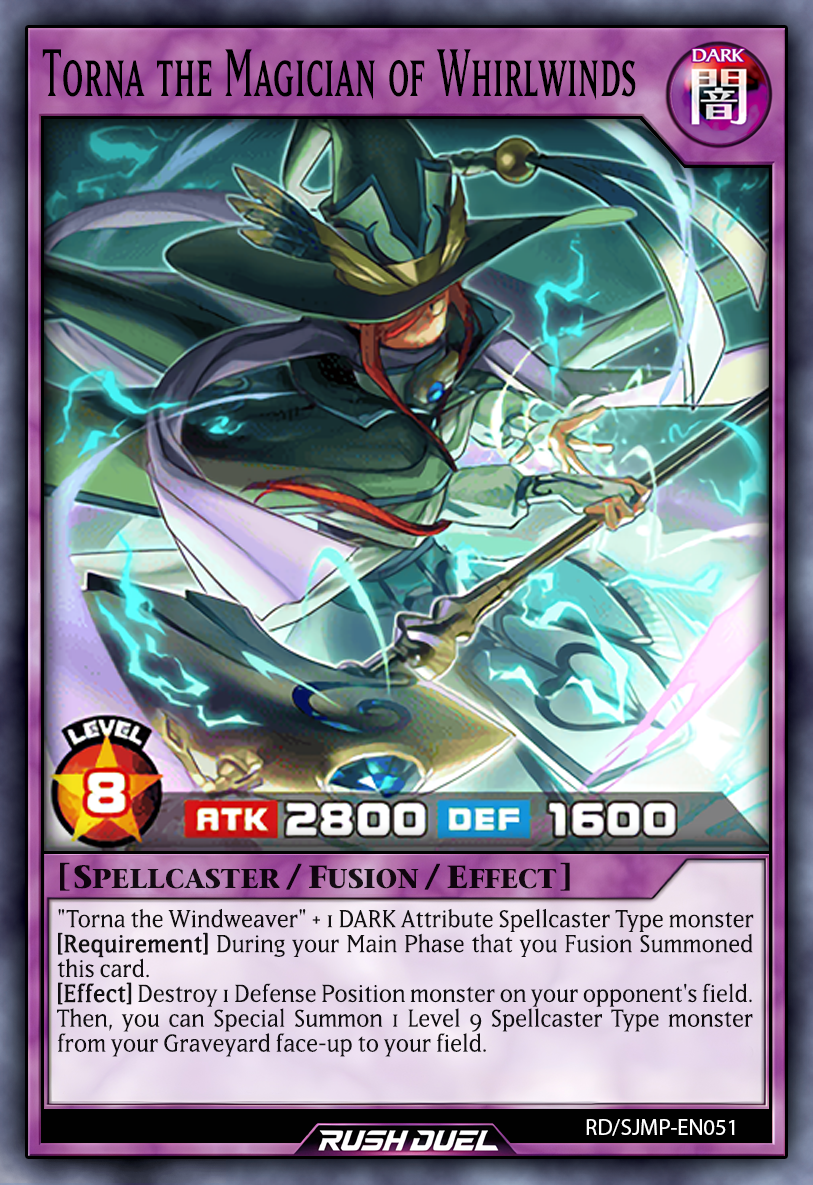 Torna the Magician of Whirlwinds
DARK
闇
LEVEL
8
ATK 2800 DEF 1600
[Spellcaster / Fusion / Effect]
"Torna the Windweaver" + 1 DARK Attribute Spellcaster Type monster
[Requirement] During your Main Phase that you Fusion Summoned
this card.
[Effect] Destroy 1 Defense Position monster on your opponent's field.
Then, you can Special Summon 1 Level 9 Spellcaster Type monster
from your Graveyard face-up to your field.
RD/SJMP-EN051
RUSH DUEL